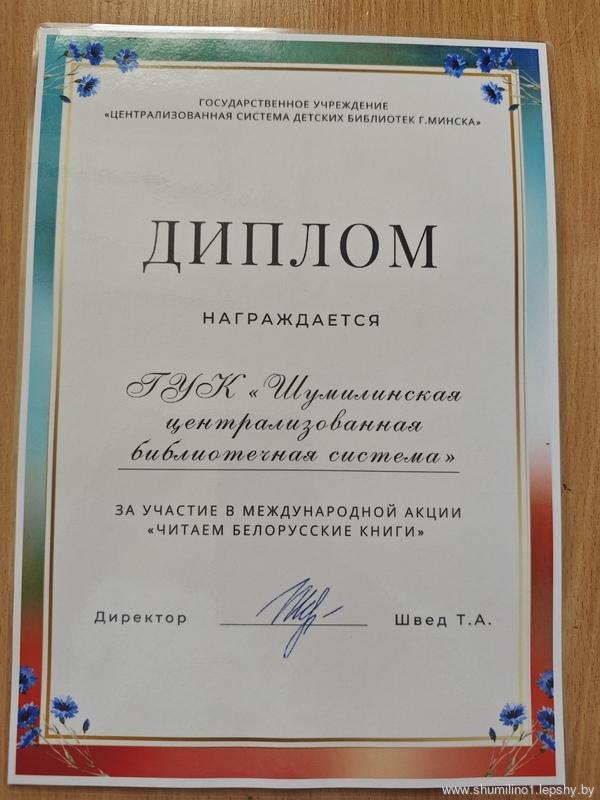 ГОСУДАРСТВЕННОЕ УЧРЕЖДЕНИЕ
«ЦЕНТРАЛИЗОВАННАЯ СИСТЕМА ДЕТСКИХ БИБЛИОТЕК Г.МИНСКА»
ДИПЛОМ
НАГРАЖДАЕТСЯ
ГУК «Шумилинская
централизованная
библиотечная система»
ЗА УЧАСТИЕ В МЕЖДУНАРОДНОЙ АКЦИИ
«ЧИТАЕМ БЕЛОРУССКИЕ КНИГИ»
Директор Швед Т.А.
www.shumilino1.lepshy.by